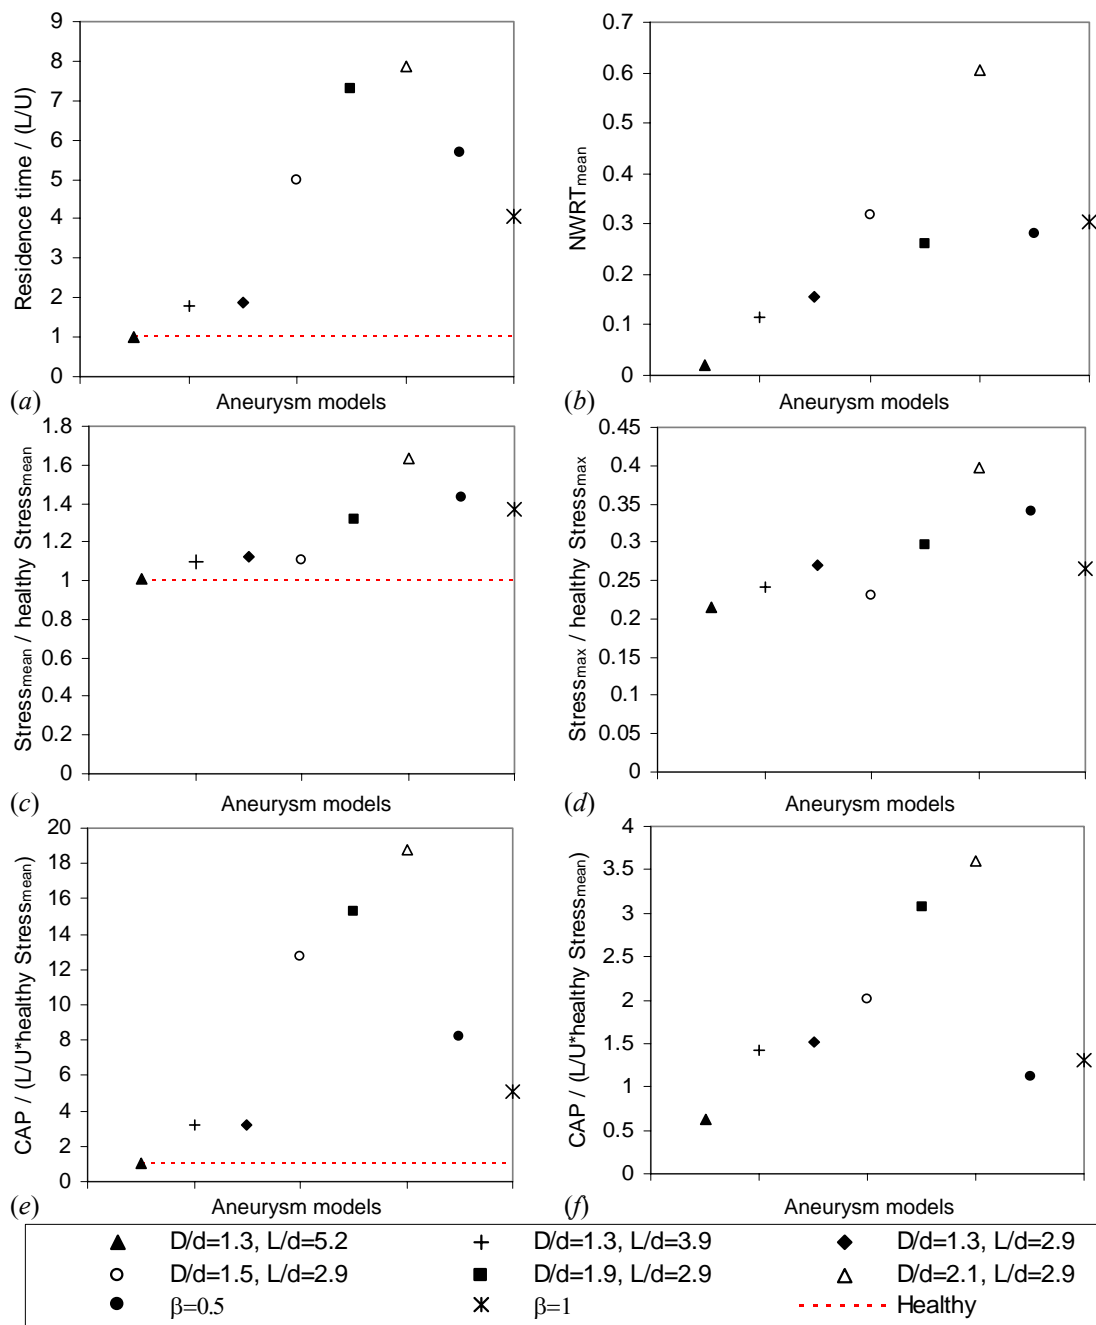 9
8
7
6
5
4
3
2
1
0
Residence time / (L/U)
(a)
Aneurysm models
0.7
0.6
0.5
0.4
0.3
0.2
0.1
0
NWRTmean
(b)
Aneurysm models
1.8
1.6
1.4
1.2
1
0.8
0.6
0.4
0.2
0
Stressmean / healthy Stressmean
(c)
Aneurysm models
0.45
0.4
0.35
0.3
0.25
0.2
0.15
0.1
0.05
0
Stressmax / healthy Stressmax
(d)
Aneurysm models
20
18
16
14
12
10
8
6
4
2
0
CAP / (L/U*healthy Stressmean)
(e)
Aneurysm models
4
3.5
3
2.5
2
1.5
1
0.5
0
CAP / (L/U*healthy Stressmean)
(f)
Aneurysm models
D/d=1.3, L/d=5.2
D/d=1.3, L/d=3.9
D/d=1.3, L/d=2.9
D/d=1.5, L/d=2.9
D/d=1.9, L/d=2.9
D/d=2.1, L/d=2.9
β=0.5
β=1
Healthy